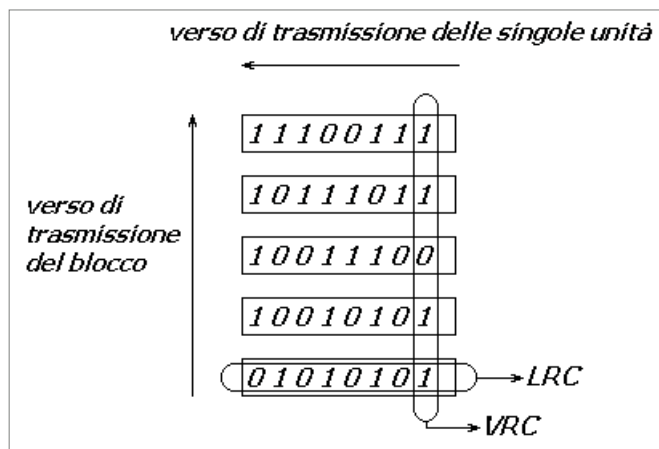 verso di trasmissione delle singole unità
11100111
10111011
verso di
trasmissione
del blocco
10011100
10010101
01010101
LRC
VRC